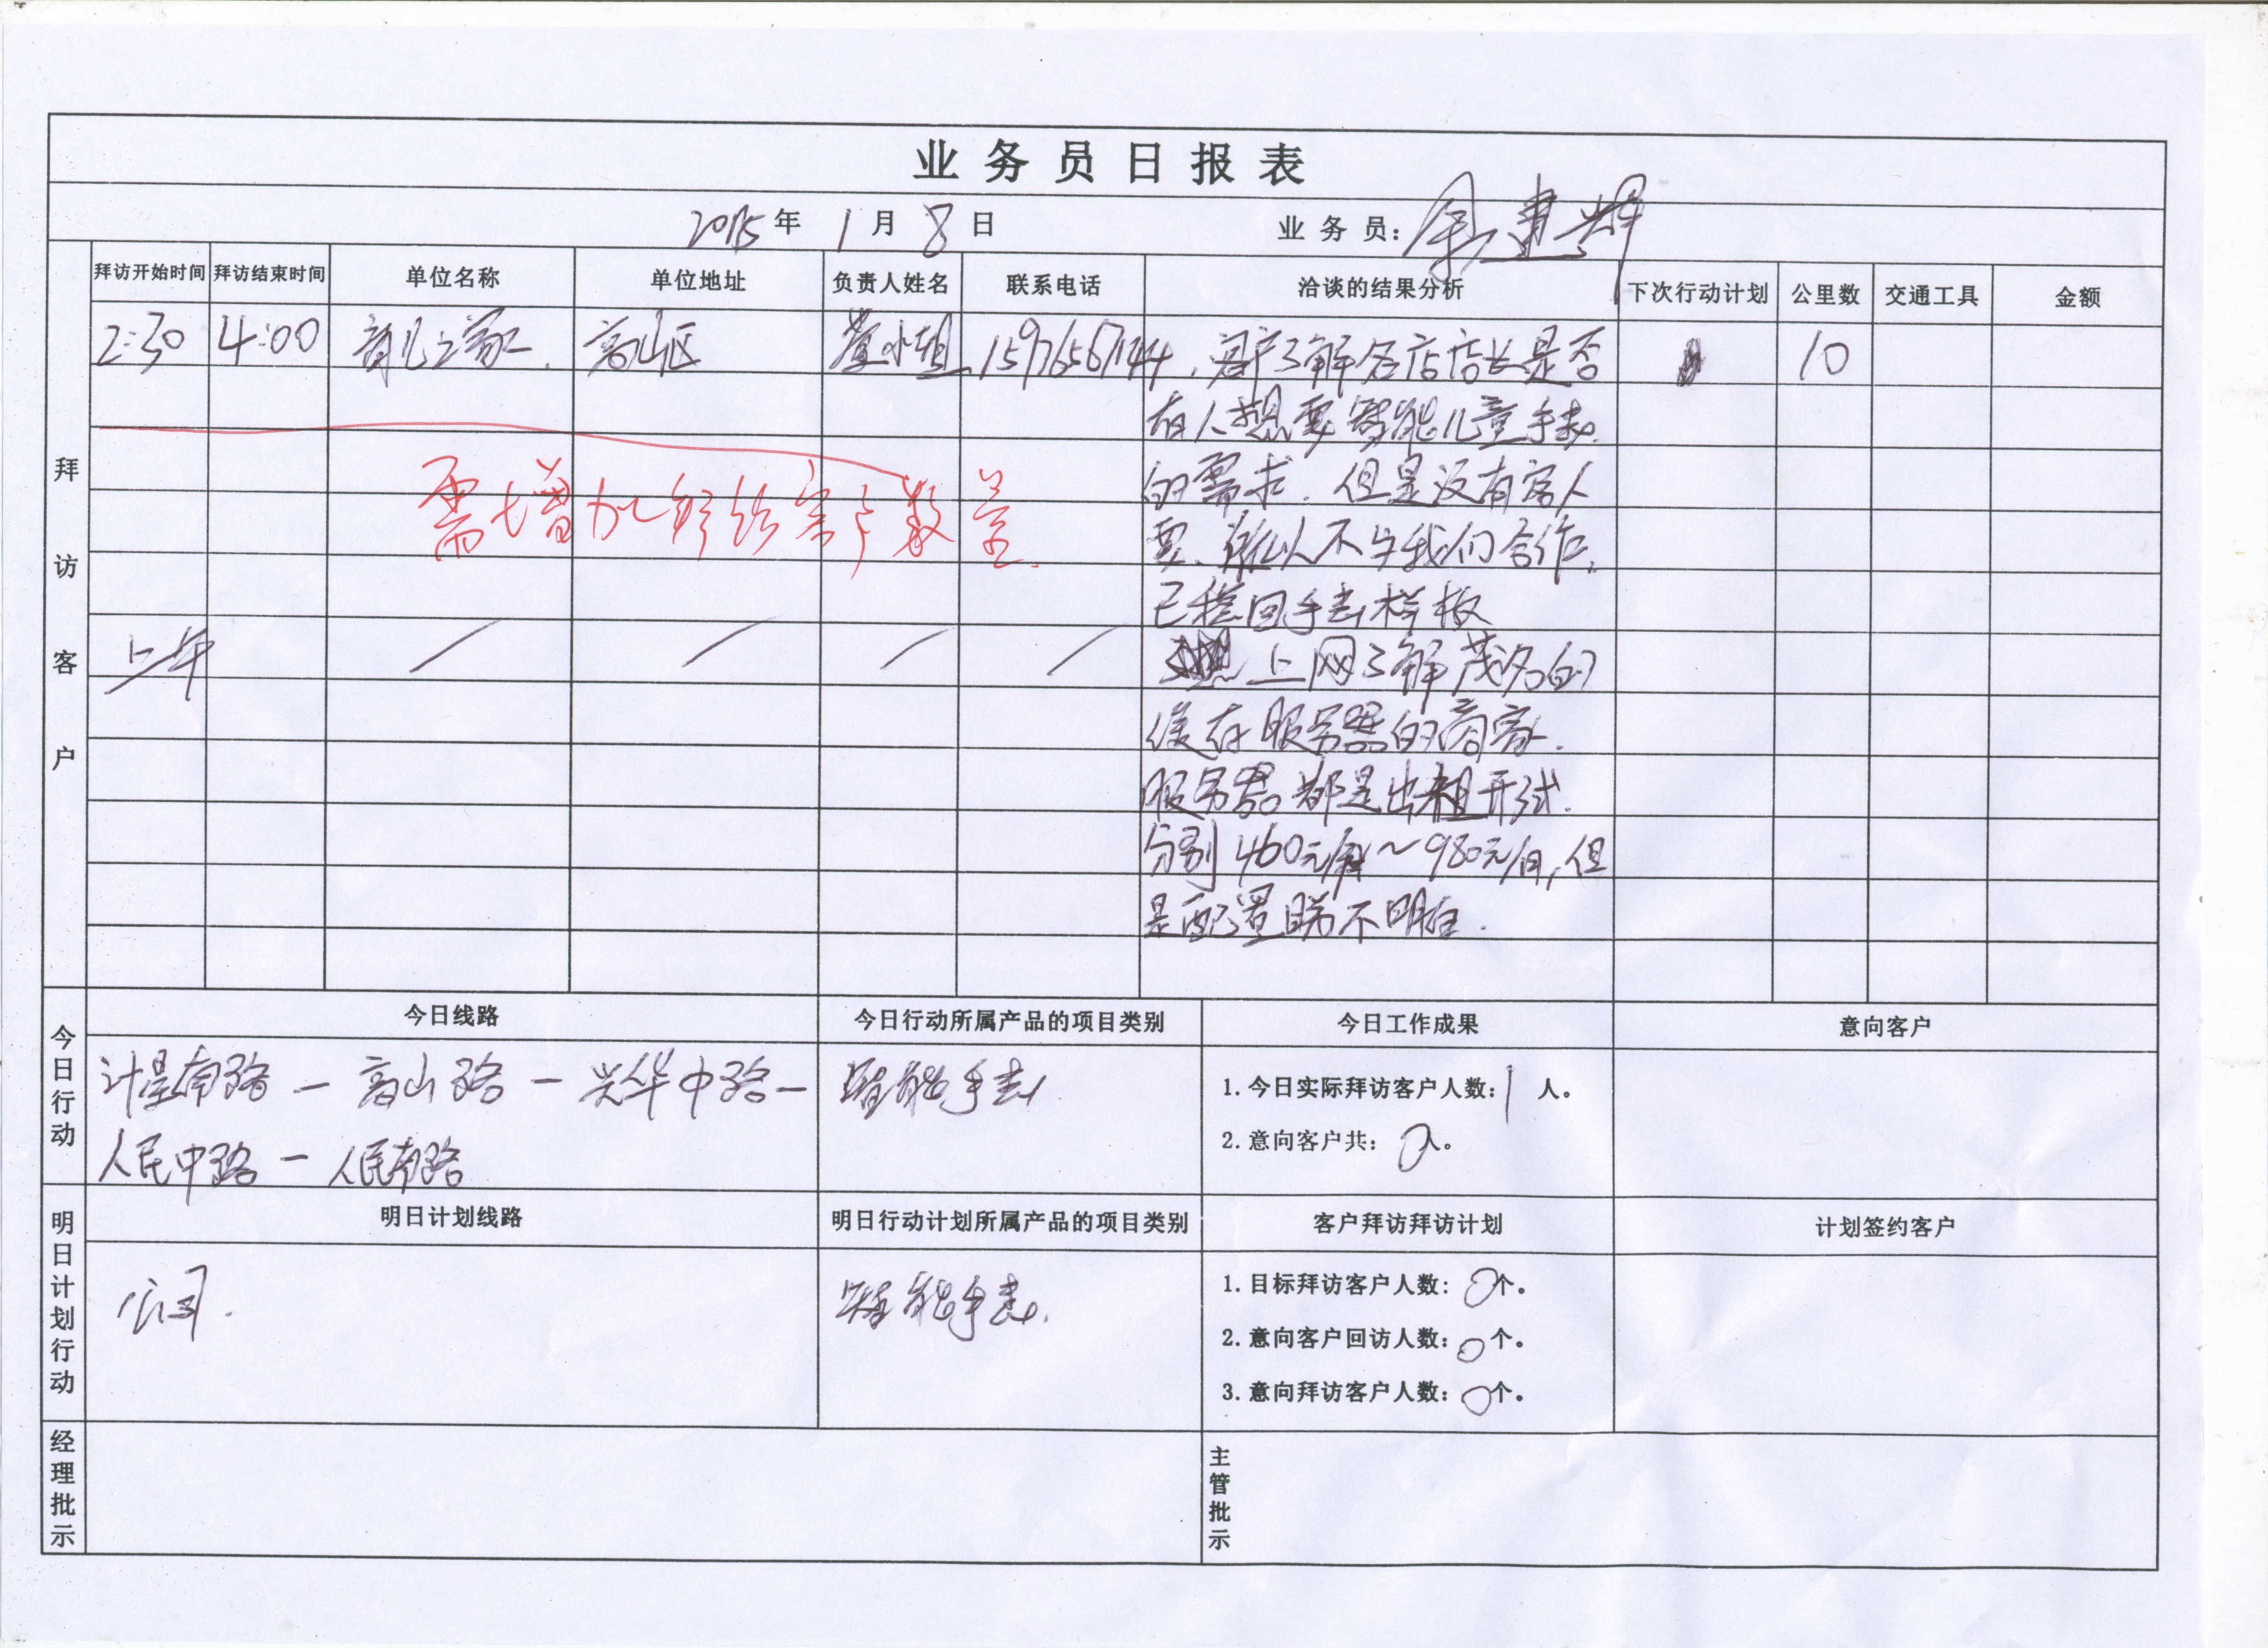 业务员日报表
2015年 1月 8日 业务员: 建辉
拜访客户
拜访开始时间 拜访结束时间 单位名称 单位地址 负责人姓名 联系电话 洽谈的结果分析 下次行动计划 公里数 交通工具 金额
2:30 4:00 育儿之家. 高山区 黄小姐 客户了解各店店长是否 10
有人想要智能儿童手表.
的需求. 但是没有客人
要、所以不与我们合作。
已 回手表样板
需增加 客户数量.
上午 / / / / 上网了解茂名的
储存服务器的商家.
服务器都是出租形式.
分别460元/月~980元/月,但
是配置 不明白.
今日行动
今日线路 今日行动所属产品的项目类别 今日工作成果 意向客户
计星南路 - 高山路 - 兴华中路 - 智能手表
人民中路 - 人民南路
1.今日实际拜访客户人数: 1 人。
2.意向客户共: 0人。
明日计划行动
明日计划线路 明日行动计划所属产品的项目类别 客户拜访拜访计划 计划签约客户
公司. 智能手表.
1.目标拜访客户人数: 0个。
2.意向客户回访人数: 0个。
3.意向拜访客户人数: 0个。
经理批示 主管批示